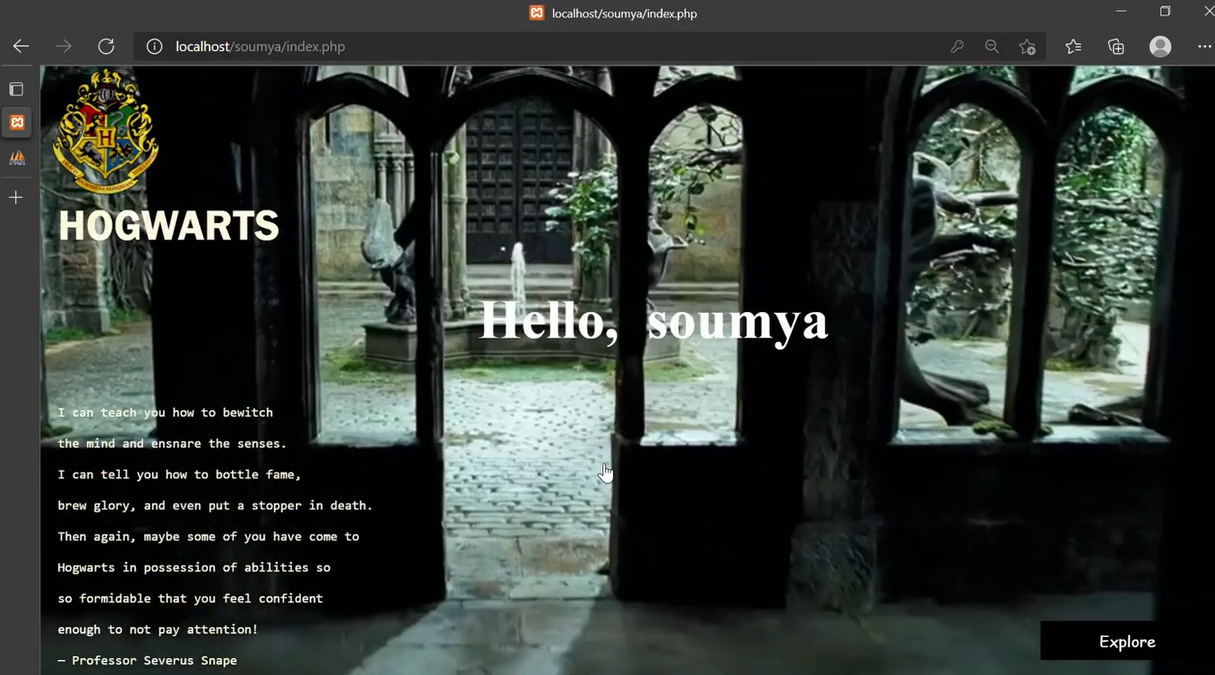 localhost/soumya/index.php
localhost/soumya/index.php
H
HOGWARTS
Hello, soumya
I can teach you how to bewitch
the mind and ensnare the senses.
I can tell you how to bottle fame,
brew glory, and even put a stopper in death.
Then again, maybe some of you have come to
Hogwarts in possession of abilities so
so formidable that you feel confident
enough to not pay attention!
— Professor Severus Snape
Explore